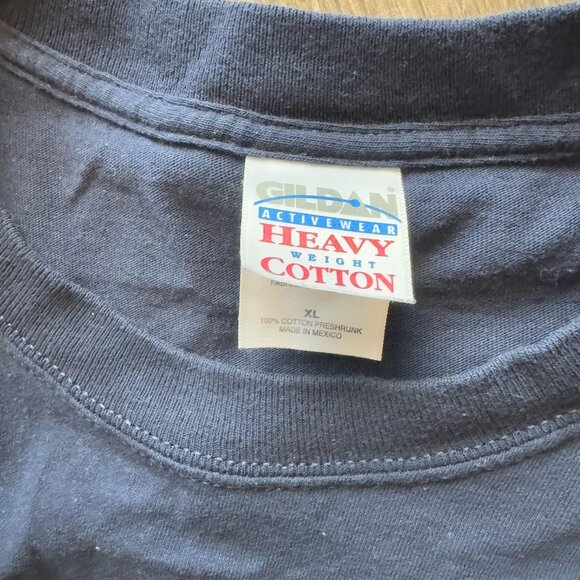 GILDAN
ACTIVEWEAR
HEAVY
WEIGHT
COTTON
XL
100% COTTON PRESHRUNK
MADE IN MEXICO